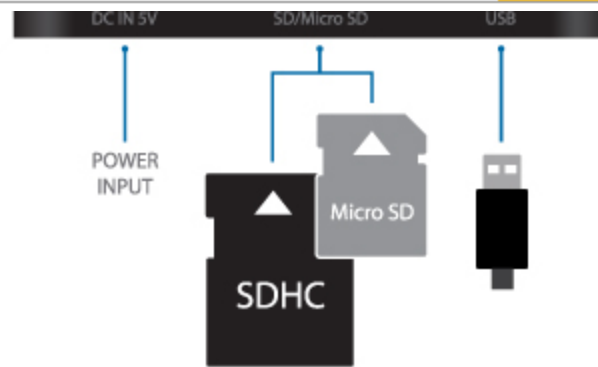 DC IN 5V SD/Micro SD USB
POWER
INPUT
Micro SD
SDHC